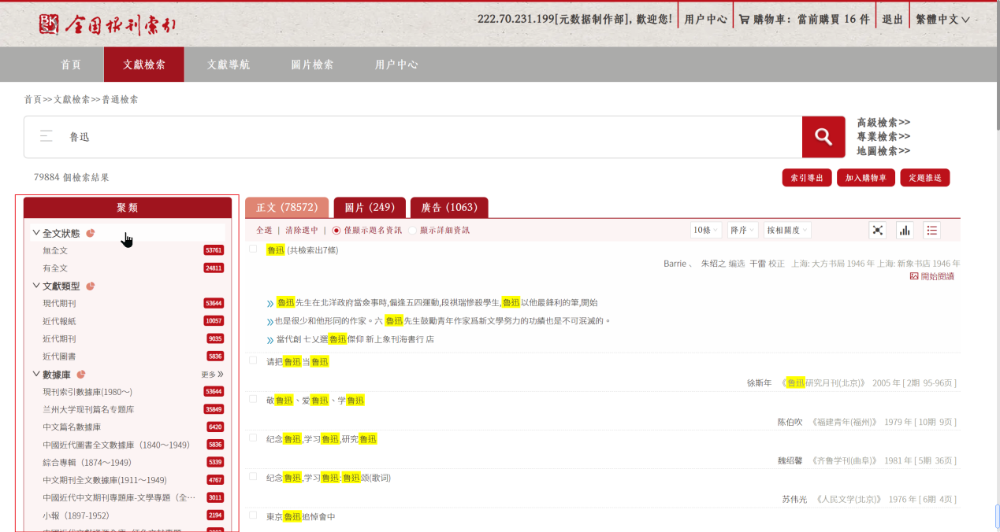 BKS 全国报刊索引
222.70.231.199[元数据制作部], 歡迎您! 用户中心 購物車: 當前購買 16 件 退出 繁體中文
首頁 文獻檢索 文獻導航 圖片檢索 用户中心
首頁>>文獻檢索>>普通檢索
鲁迅
高級檢索>>
專業檢索>>
地圖檢索>>
79884 個檢索結果
索引導出 加入購物車 定題推送
聚類
全文狀態
無全文 53761
有全文 24811
文獻類型
現代期刊 53644
近代報紙 10057
近代期刊 9035
近代圖書 5836
數據庫 更多
現刊索引數據庫(1980～) 53644
兰州大学现刊篇名专题库 35849
中文篇名數據庫 6420
中國近代圖書全文數據庫（1840～1949） 5836
綜合專輯（1874～1949） 5339
中文期刊全文數據庫(1911～1949) 4767
中國近代中文期刊專題庫-文學專題（全… 3011
小報（1897-1952） 2194
正文 (78572) 圖片 (249) 廣告 (1063)
全選 | 清除選中 | 僅顯示題名資訊 顯示詳細資訊
10條 降序 按相關度
魯迅 (共檢索出7條)
Barrie 、 朱绍之 编选 干雷 校正 上海: 大方书局 1946 年 上海: 新象书店 1946 年
開始閱讀
魯迅先生在北洋政府當僉事時,偏逢五四運動,段祺瑞慘殺學生,魯迅以他最鋒利的筆,開始
也是很少和他形同的作家。六 魯迅先生鼓勵青年作家爲新文學努力的功績也是不可泯滅的。
當代創 七乂選魯迅傑仰 新上象刊海書行 店
请把鲁迅当鲁迅
徐斯年 《鲁迅研究月刊(北京)》 2005 年 [ 2期 95-96页 ]
敬鲁迅、爱鲁迅、学鲁迅
陈伯吹 《福建青年(福州)》 1979 年 [ 10期 9页 ]
纪念鲁迅,学习鲁迅,研究鲁迅
魏绍馨 《齐鲁学刊(曲阜)》 1981 年 [ 5期 36页 ]
纪念鲁迅,学习鲁迅:鲁迅颂(歌词)
苏伟光 《人民文学(北京)》 1976 年 [ 6期 4页 ]
東京魯迅追悼會中